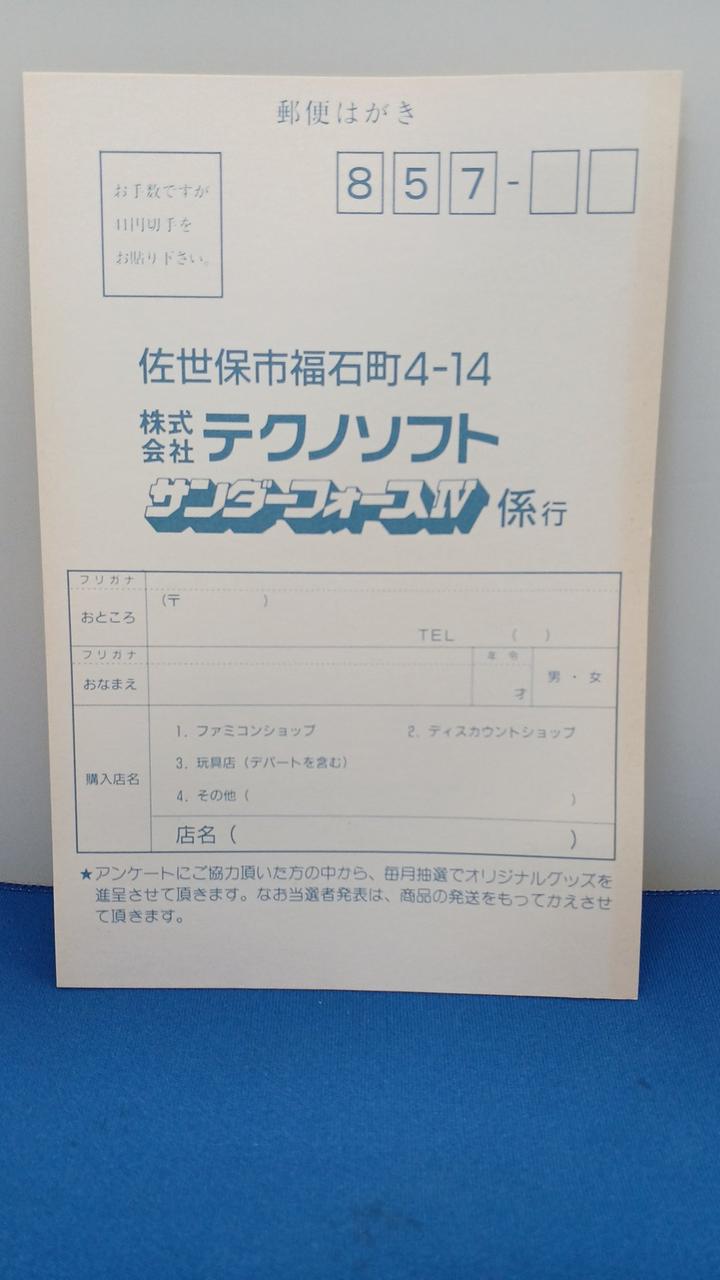 郵便はがき
お手数ですが
41円切手を
お貼り下さい。
857-
佐世保市福石町4-14
株式会社テクノソフト
サンダーフォースIV係行
フリガナ
おところ
(〒 )
TEL ( )
フリガナ
おなまえ
年令
才
男・女
購入店名
1. ファミコンショップ 2. ディスカウントショップ
3. 玩具店(デパートを含む)
4. その他( )
店名( )
★アンケートにご協力頂いた方の中から、毎月抽選でオリジナルグッズを
進呈させて頂きます。なお当選者発表は、商品の発送をもってかえさせ
て頂きます。